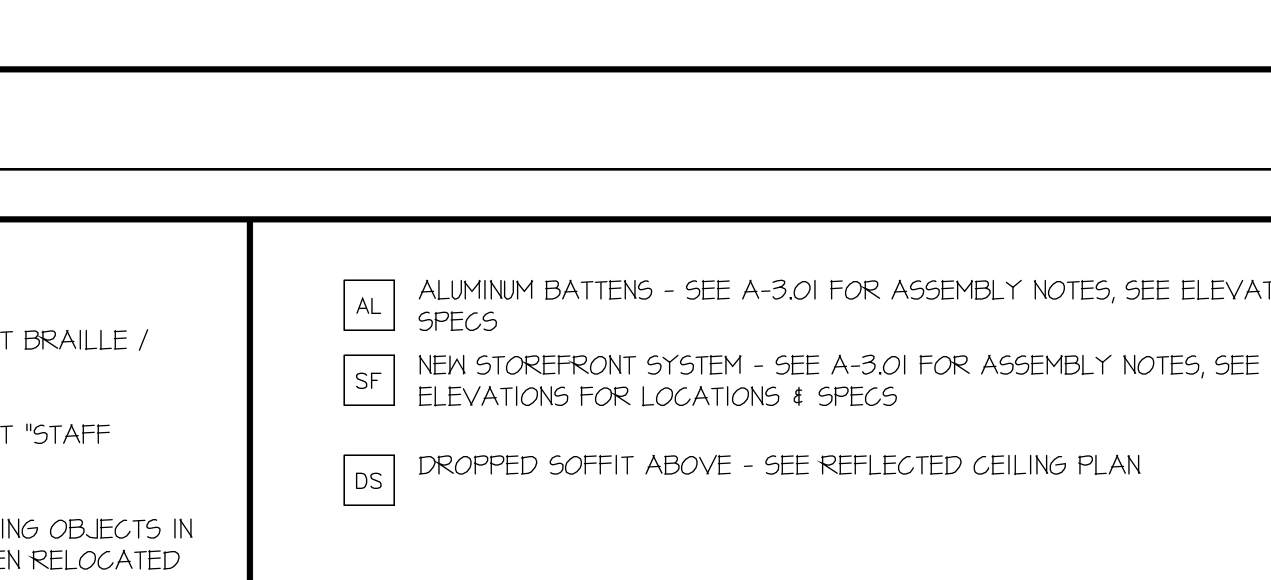 T BRAILLE /
T "STAFF
ING OBJECTS IN
EN RELOCATED
AL
ALUMINUM BATTENS - SEE A-3.01 FOR ASSEMBLY NOTES, SEE ELEVAT
SPECS
SF
NEW STOREFRONT SYSTEM - SEE A-3.01 FOR ASSEMBLY NOTES, SEE
ELEVATIONS FOR LOCATIONS & SPECS
DS
DROPPED SOFFIT ABOVE - SEE REFLECTED CEILING PLAN